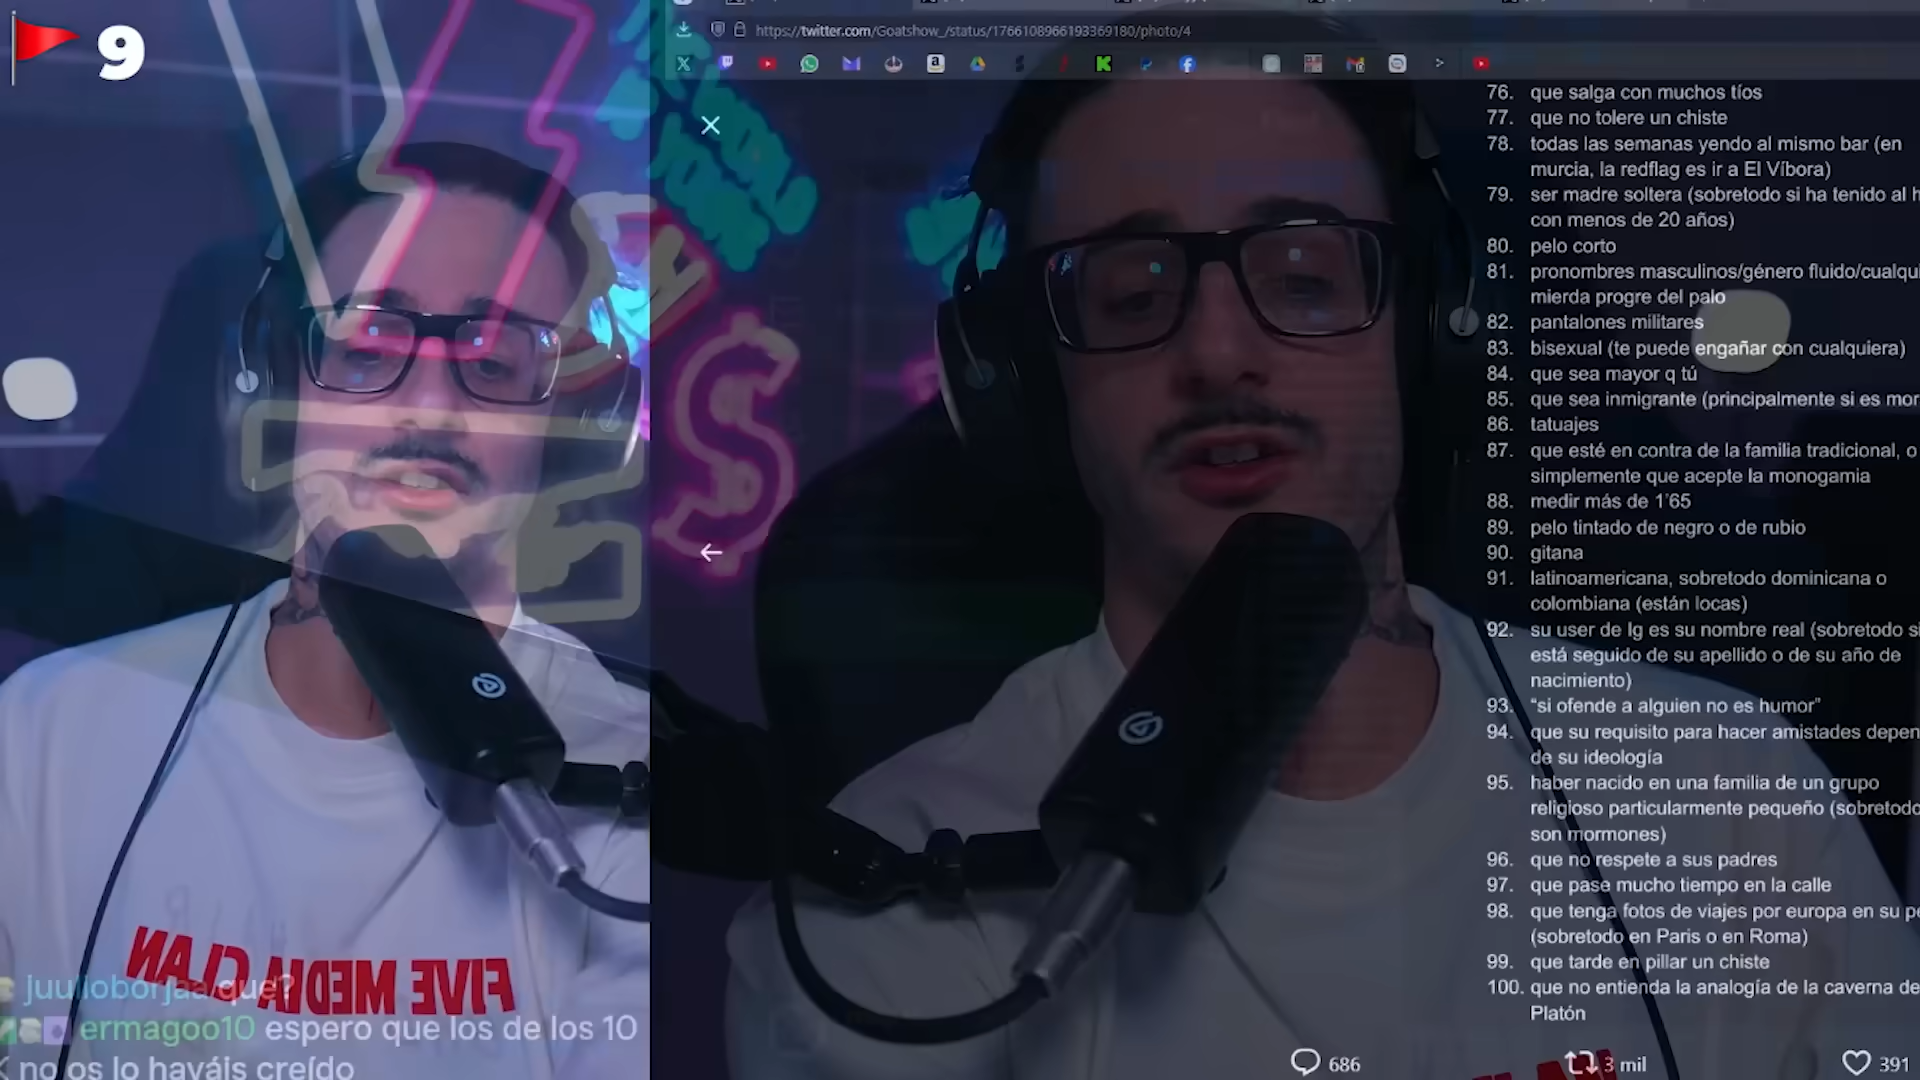 9
https://twitter.com/Goatshow_/status/1766108966193369180/photo/4
76. que salga con muchos tíos
77. que no tolere un chiste
78. todas las semanas yendo al mismo bar (en
murcia, la redflag es ir a El Víbora)
79. ser madre soltera (sobretodo si ha tenido al h
con menos de 20 años)
80. pelo corto
81. pronombres masculinos/género fluido/cualqui
mierda progre del palo
82. pantalones militares
83. bisexual (te puede engañar con cualquiera)
84. que sea mayor q tú
85. que sea inmigrante (principalmente si es mor
86. tatuajes
87. que esté en contra de la familia tradicional, o
simplemente que acepte la monogamia
88. medir más de 1'65
89. pelo tintado de negro o de rubio
90. gitana
91. latinoamericana, sobretodo dominicana o
colombiana (están locas)
92. su user de Ig es su nombre real (sobretodo si
está seguido de su apellido o de su año de
nacimiento)
93. “si ofende a alguien no es humor”
94. que su requisito para hacer amistades depen
de su ideología
95. haber nacido en una familia de un grupo
religioso particularmente pequeño (sobretodo
son mormones)
96. que no respete a sus padres
97. que pase mucho tiempo en la calle
98. que tenga fotos de viajes por europa en su pe
(sobretodo en Paris o en Roma)
99. que tarde en pillar un chiste
100. que no entienda la analogía de la caverna de
Platón
686 3 mil 391
FIVE MEDIA CLAN
juulioborjaa que?
ermagoo10 espero que los de los 10
no os lo hayáis creído